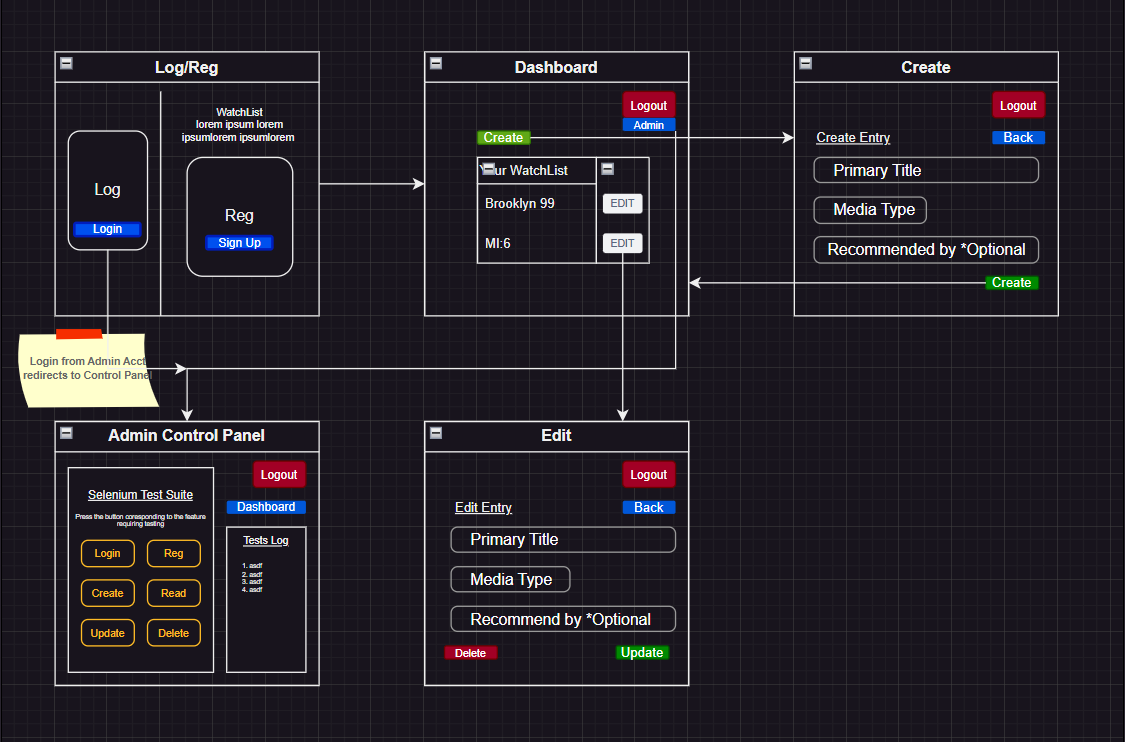 Log/Reg
WatchList
lorem ipsum lorem
ipsumlorem ipsumlorem
Log
Login
Reg
Sign Up
Login from Admin Acct
redirects to Control Panel
Dashboard
Logout
Admin
Create
Your WatchList
Brooklyn 99
EDIT
MI:6
EDIT
Create
Logout
Create Entry
Back
Primary Title
Media Type
Recommended by *Optional
Create
Admin Control Panel
Selenium Test Suite
Press the button coresponding to the feature
requiring testing
Login
Reg
Create
Read
Update
Delete
Logout
Dashboard
Tests Log
1. asdf
2. asdf
3. asdf
4. asdf
Edit
Logout
Edit Entry
Back
Primary Title
Media Type
Recommend by *Optional
Delete
Update